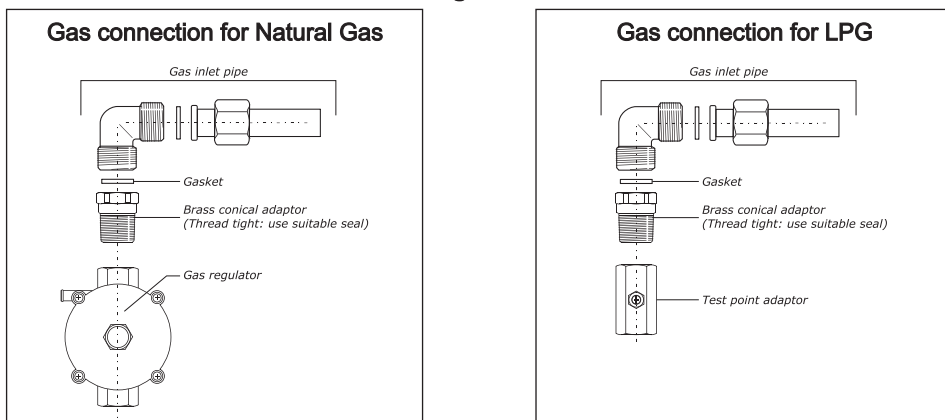 Gas connection for Natural Gas
Gas inlet pipe
Gasket
Brass conical adaptor
(Thread tight: use suitable seal)
Gas regulator
Gas connection for LPG
Gas inlet pipe
Gasket
Brass conical adaptor
(Thread tight: use suitable seal)
Test point adaptor